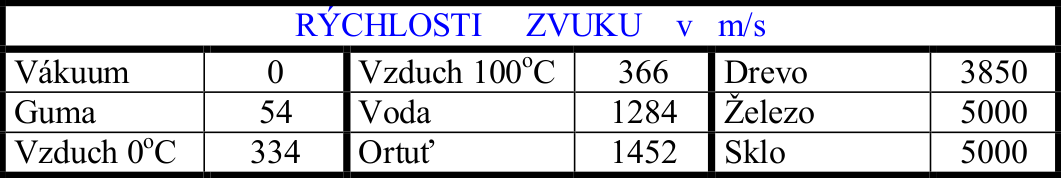 RÝCHLOSTI ZVUKU v m/s
Vákuum 0 Vzduch 100°C 366 Drevo 3850
Guma 54 Voda 1284 Železo 5000
Vzduch 0°C 334 Ortuť 1452 Sklo 5000